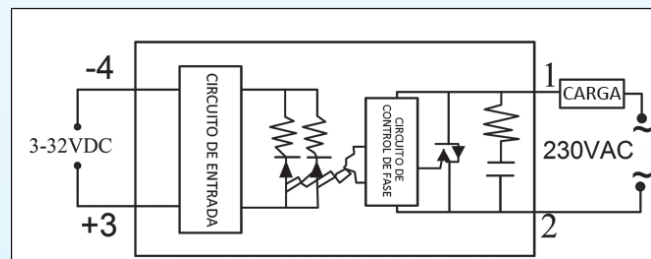 -4
3-32VDC
+3
CIRCUITO DE ENTRADA
CIRCUITO DE
CONTROL DE FASE
1
CARGA
~
230VAC
~
2